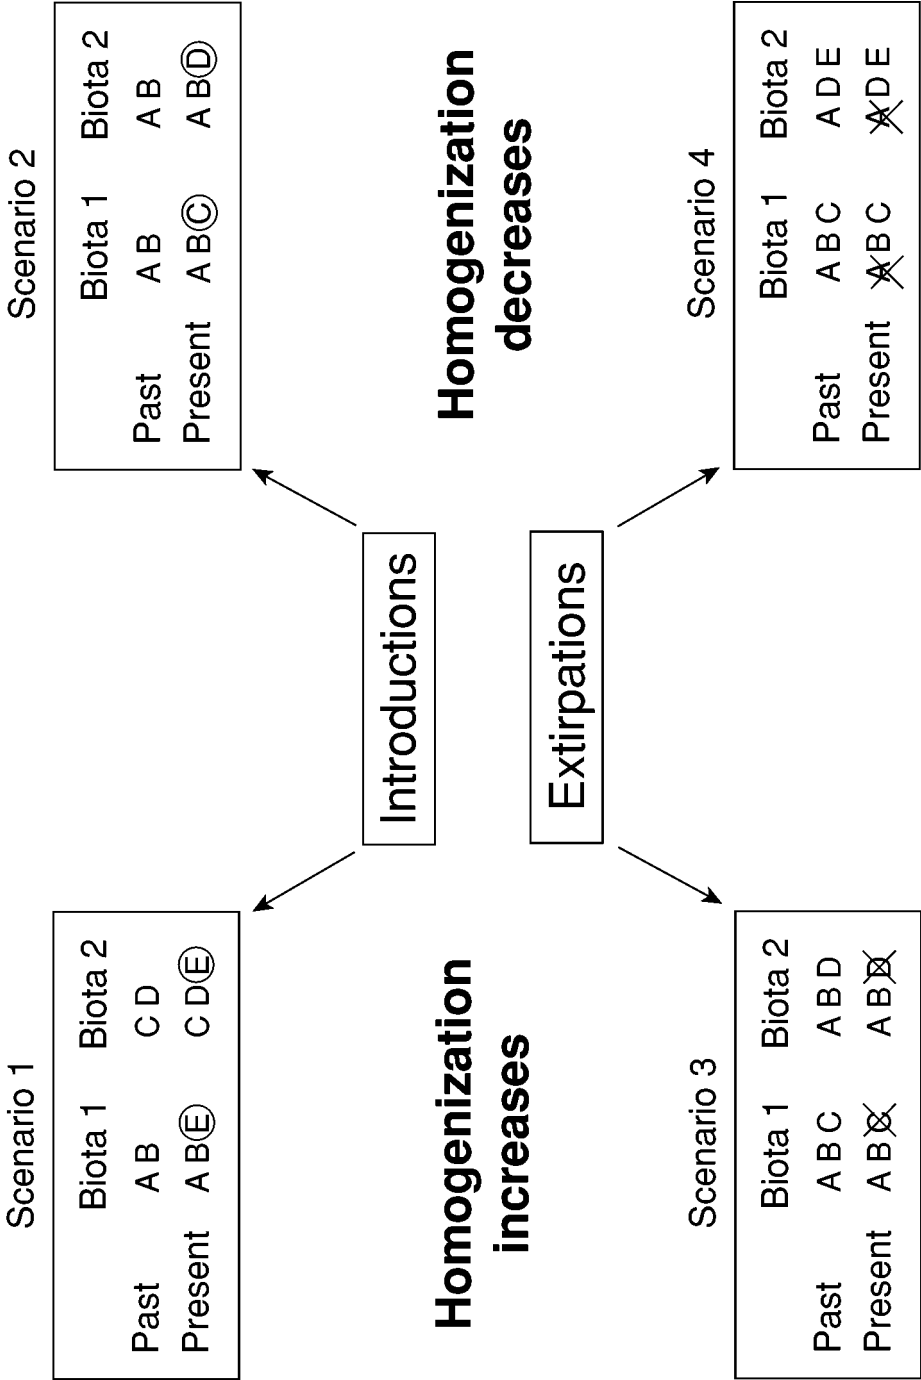 Scenario 1
Biota 1 Biota 2
Past A B C D
Present A B E C D E
Scenario 2
Biota 1 Biota 2
Past A B A B
Present A B C A B D
Introductions
Homogenization
increases
Homogenization
decreases
Extirpations
Scenario 3
Biota 1 Biota 2
Past A B C A B D
Present A B C A B D
Scenario 4
Biota 1 Biota 2
Past A B C A D E
Present A B C A D E